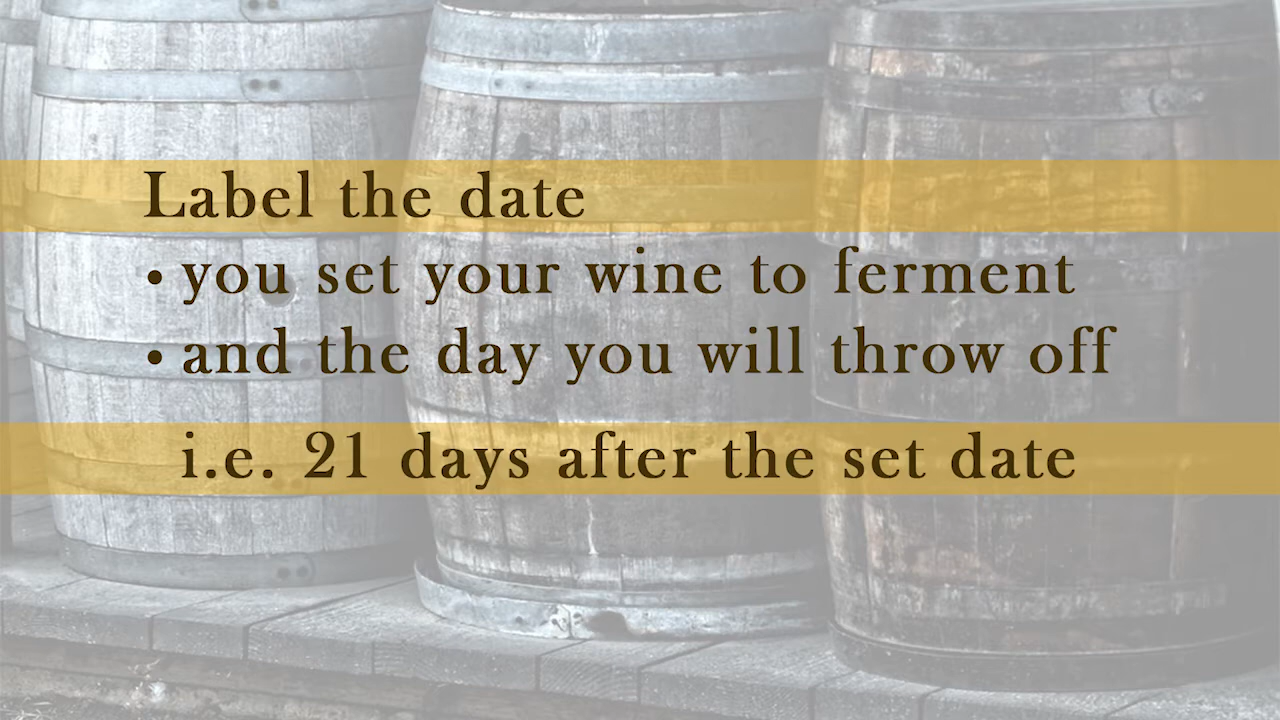 Label the date
• you set your wine to ferment
• and the day you will throw off
i.e. 21 days after the set date